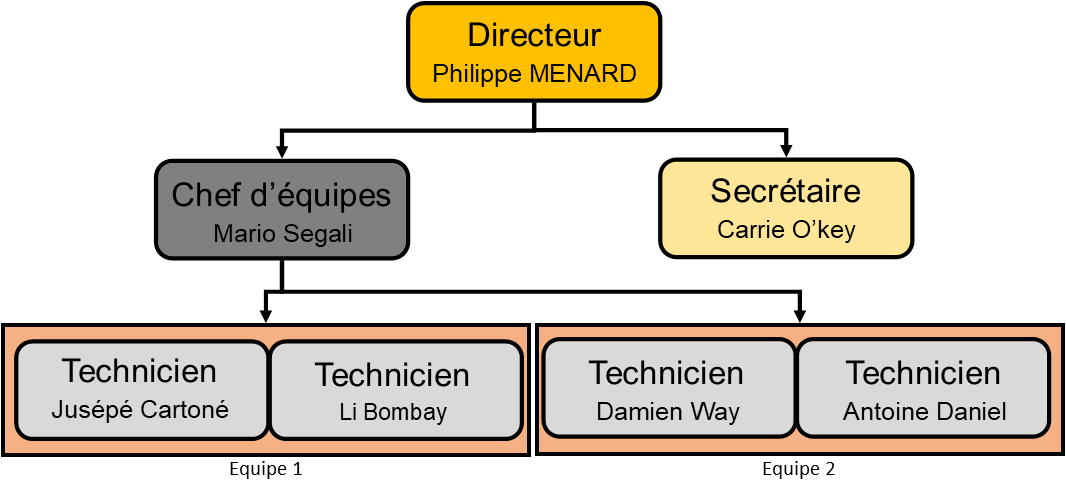 Directeur
Philippe MENARD
Chef d’équipes
Mario Segali
Secrétaire
Carrie O’key
Technicien
Jusépé Cartoné
Technicien
Li Bombay
Technicien
Damien Way
Technicien
Antoine Daniel
Equipe 1
Equipe 2